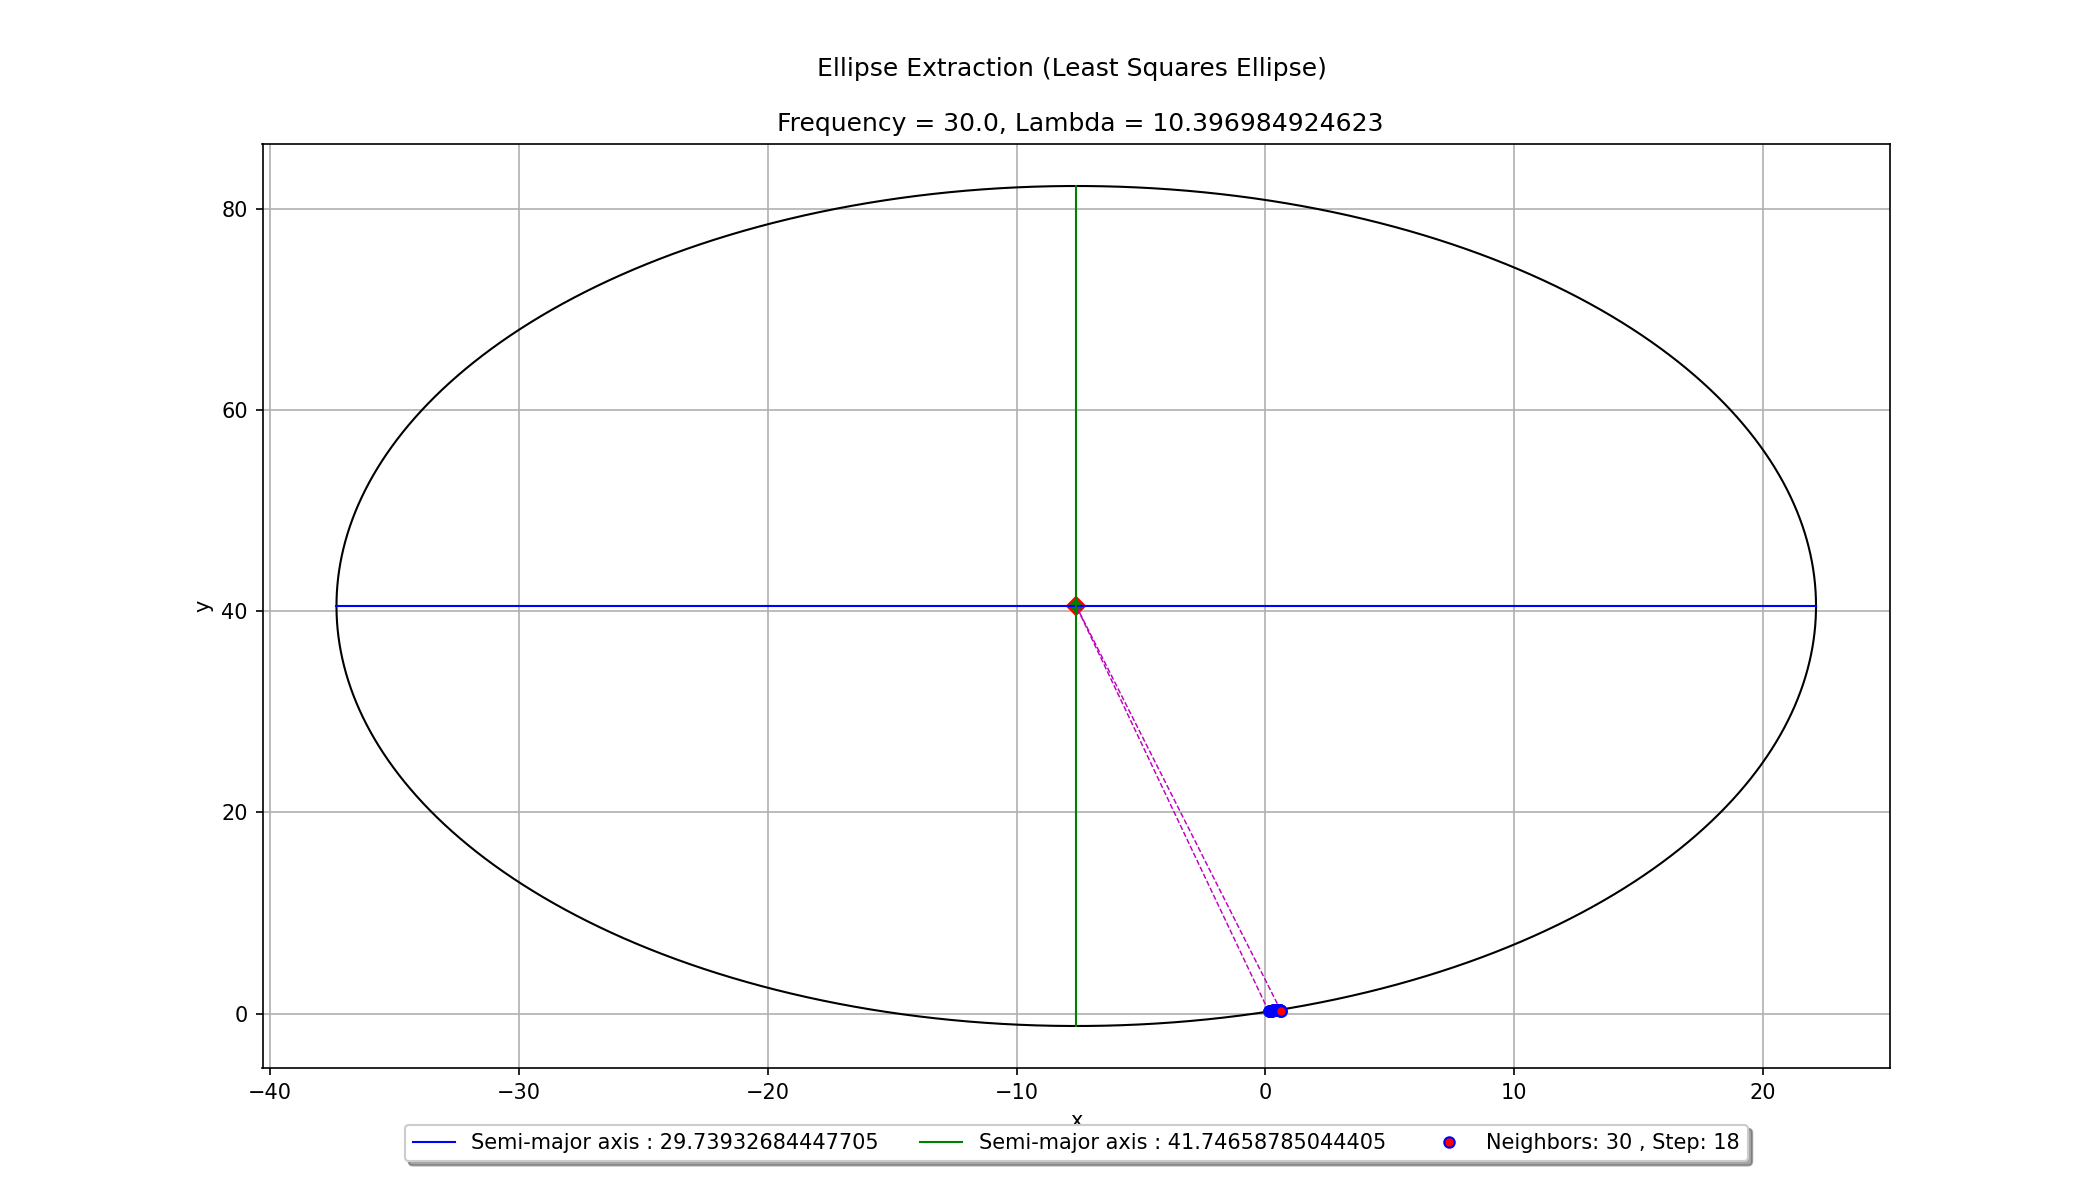 Ellipse Extraction (Least Squares Ellipse)
Frequency = 30.0, Lambda = 10.396984924623
80
60
40
20
0
y
−40
−30
−20
−10
0
10
20
x
Semi-major axis : 29.73932684447705
Semi-major axis : 41.74658785044405
Neighbors: 30 , Step: 18